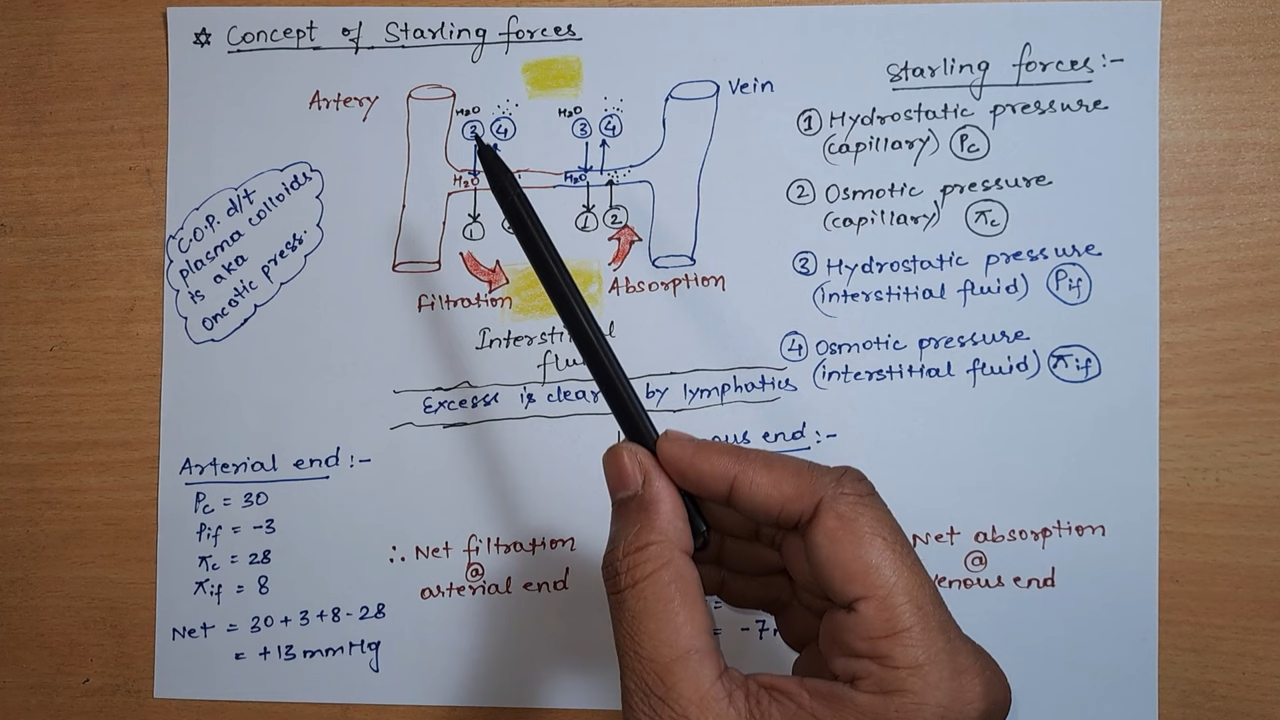 ☆ Concept of Starling forces
Artery
Vein
H₂O
③ ④
H₂O
③ ④
H₂O
H₂O
①
① ②
Filtration
Absorption
C.O.P. d/t
plasma colloids
is aka
Oncotic press.
Excess is by lymphatics
Starling forces:-
① Hydrostatic pressure
(capillary) Pc
② Osmotic pressure
(capillary) πc
③ Hydrostatic pressure
(interstitial fluid) Pif
④ Osmotic pressure
(interstitial fluid) πif
Arterial end:-
Pc = 30
Pif = -3
πc = 28
πif = 8
Net = 30+3+8-28
= +13 mmHg
∴ Net filtration
@
arterial end
end:-
=
= -7
Net absorption
@
end